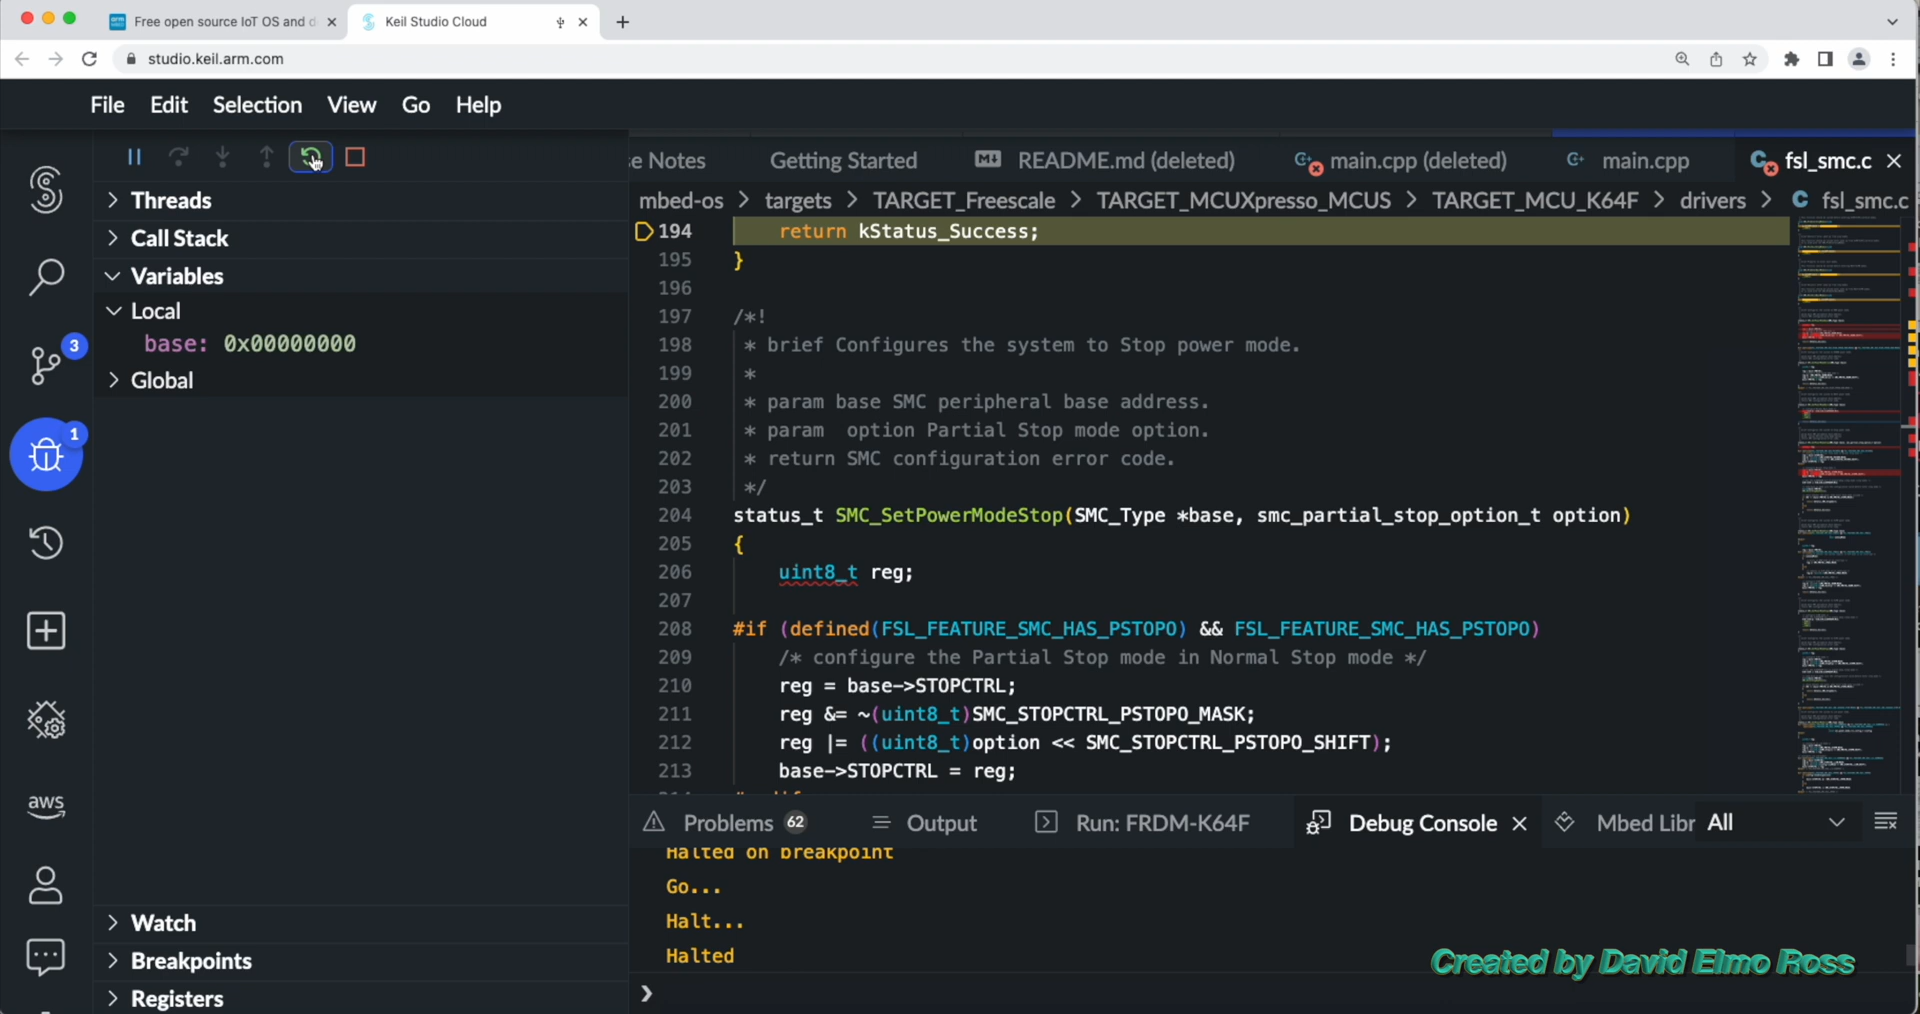 Free open source IoT OS and d
Keil Studio Cloud
studio.keil.arm.com
File Edit Selection View Go Help
se Notes
Getting Started
README.md (deleted)
main.cpp (deleted)
main.cpp
fsl_smc.c
mbed-os > targets > TARGET_Freescale > TARGET_MCUXpresso_MCUS > TARGET_MCU_K64F > drivers > C fsl_smc.c
Threads
Call Stack
Variables
Local
base: 0x00000000
Global
3
1
aws
Watch
Breakpoints
Registers
194 return kStatus_Success;
195 }
196
197 /*!
198 * brief Configures the system to Stop power mode.
199 *
200 * param base SMC peripheral base address.
201 * param  option Partial Stop mode option.
202 * return SMC configuration error code.
203 */
204 status_t SMC_SetPowerModeStop(SMC_Type *base, smc_partial_stop_option_t option)
205 {
206 uint8_t reg;
207
208 #if (defined(FSL_FEATURE_SMC_HAS_PSTOPO) && FSL_FEATURE_SMC_HAS_PSTOPO)
209 /* configure the Partial Stop mode in Normal Stop mode */
210 reg = base->STOPCTRL;
211 reg &= ~(uint8_t)SMC_STOPCTRL_PSTOPO_MASK;
212 reg |= ((uint8_t)option << SMC_STOPCTRL_PSTOPO_SHIFT);
213 base->STOPCTRL = reg;
Problems 62
Output
Run: FRDM-K64F
Debug Console
Mbed Libr
All
Halted on breakpoint
Go...
Halt...
Halted
Created by David Elmo Ross